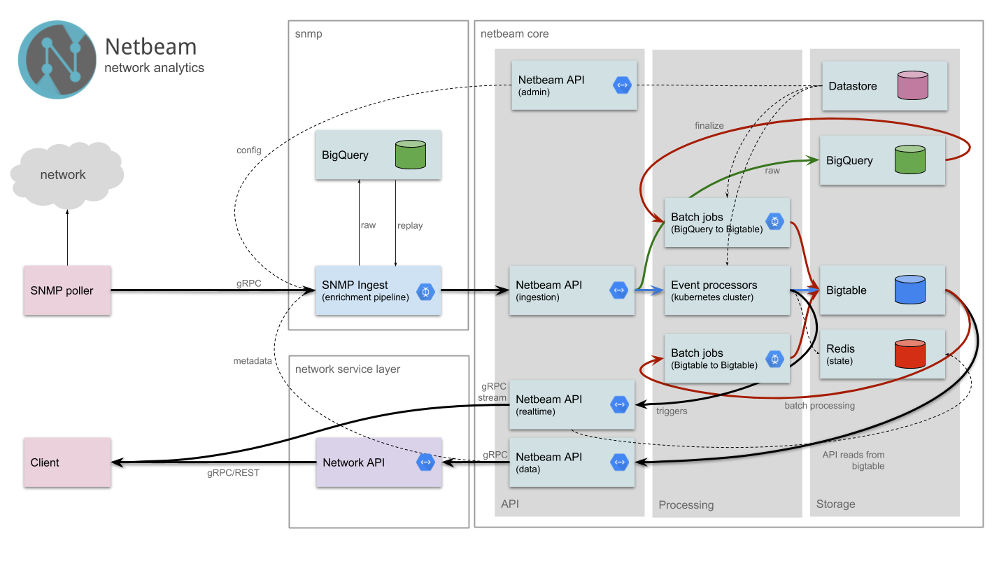 Netbeam
network analytics
snmp
netbeam core
Netbeam API
(admin)
Datastore
finalize
config
BigQuery
BigQuery
raw
network
raw
replay
Batch jobs
(BigQuery to Bigtable)
SNMP poller
gRPC
SNMP Ingest
(enrichment pipeline)
Netbeam API
(ingestion)
Event processors
(kubernetes cluster)
Bigtable
metadata
network service layer
Batch jobs
(Bigtable to Bigtable)
Redis
(state)
gRPC
stream
Netbeam API
(realtime)
triggers
batch processing
Client
gRPC/REST
Network API
gRPC
Netbeam API
(data)
API reads from
bigtable
API
Processing
Storage